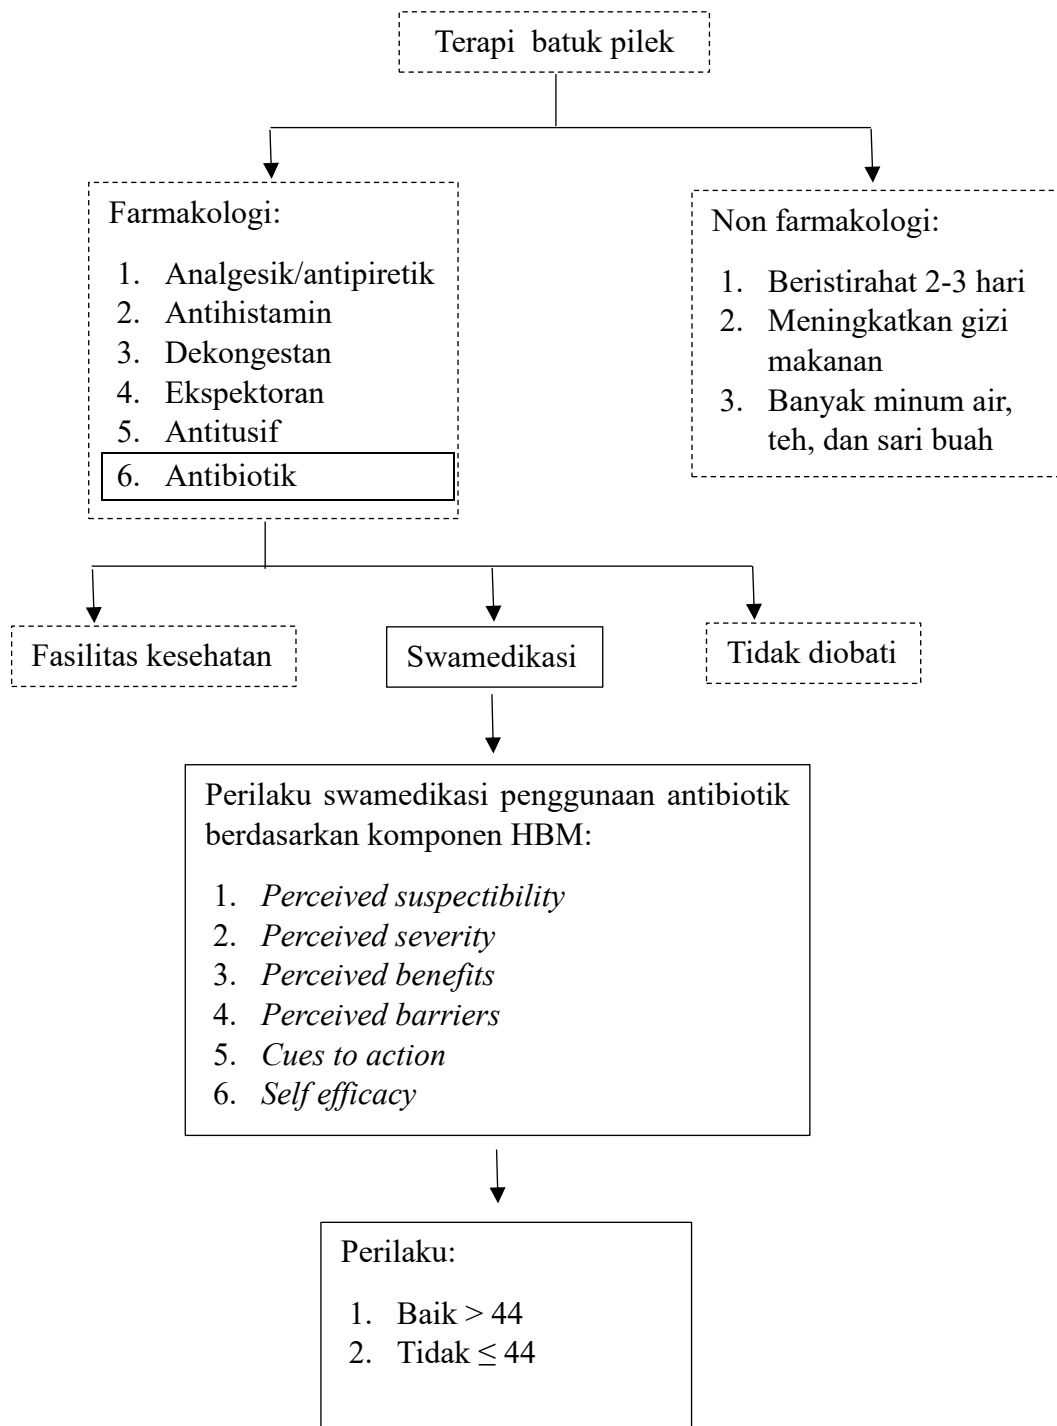 Terapi batuk pilek
Farmakologi:
1. Analgesik/antipiretik
2. Antihistamin
3. Dekongestan
4. Ekspektoran
5. Antitusif
6. Antibiotik
Non farmakologi:
1. Beristirahat 2-3 hari
2. Meningkatkan gizi
makanan
3. Banyak minum air,
teh, dan sari buah
Fasilitas kesehatan
Swamedikasi
Tidak diobati
Perilaku swamedikasi penggunaan antibiotik
berdasarkan komponen HBM:
1. Perceived suspectibility
2. Perceived severity
3. Perceived benefits
4. Perceived barriers
5. Cues to action
6. Self efficacy
Perilaku:
1. Baik > 44
2. Tidak ≤ 44